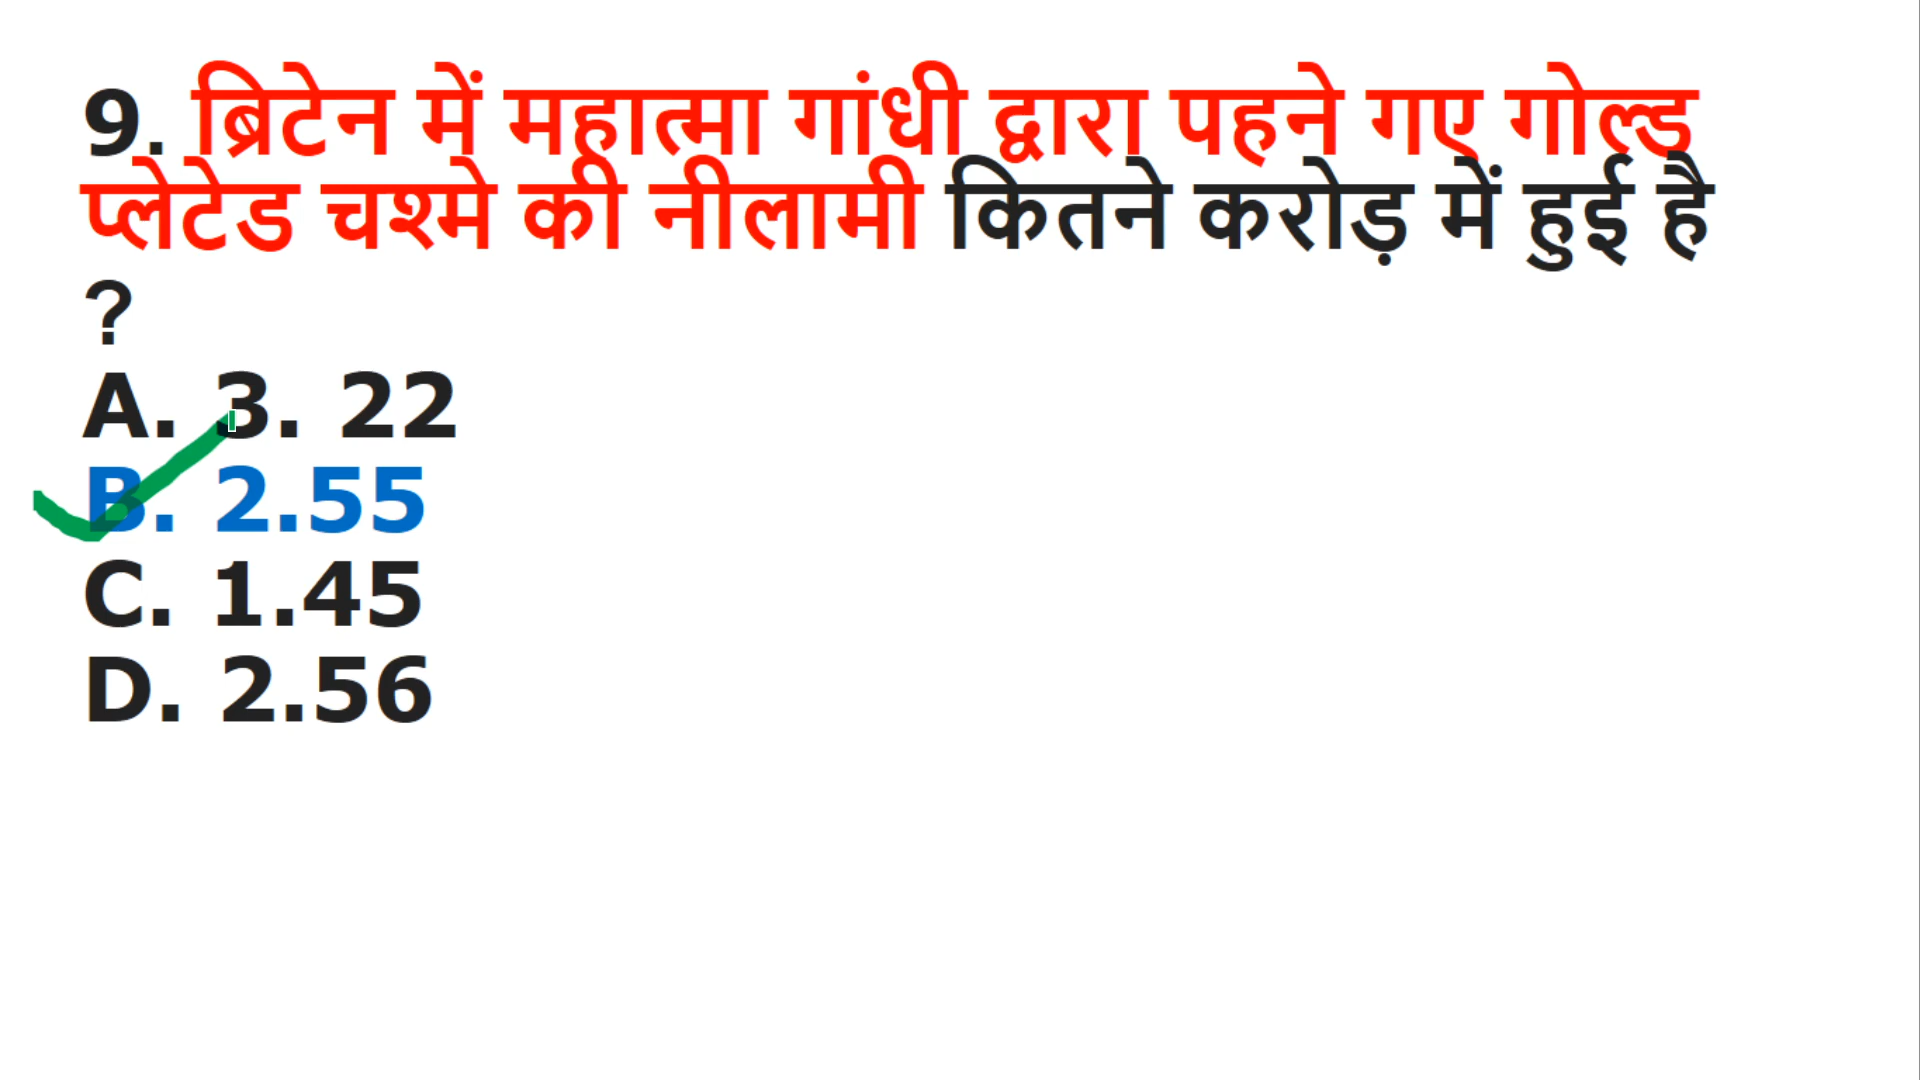 9. ब्रिटेन में महात्मा गांधी द्वारा पहने गए गोल्ड
प्लेटेड चश्मे की नीलामी कितने करोड़ में हुई है
?
A. 3. 22
B. 2.55
C. 1.45
D. 2.56